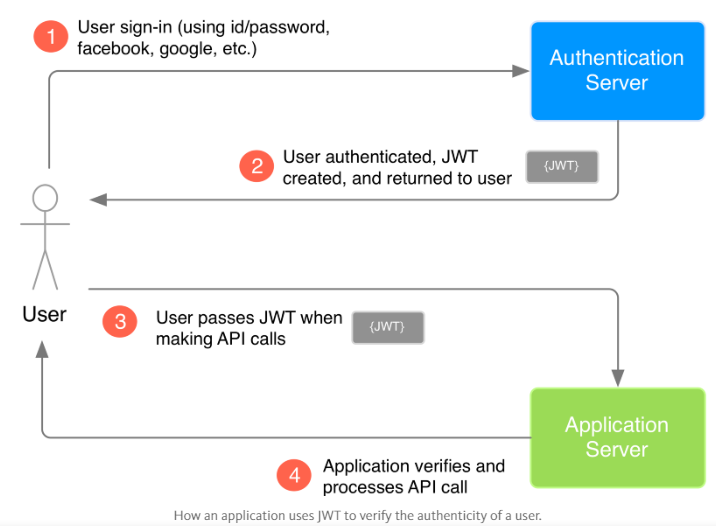 1
User sign-in (using id/password,
facebook, google, etc.)
Authentication
Server
2
User authenticated, JWT
created, and returned to user
{JWT}
User
3
User passes JWT when
making API calls
{JWT}
Application
Server
4
Application verifies and
processes API call
How an application uses JWT to verify the authenticity of a user.